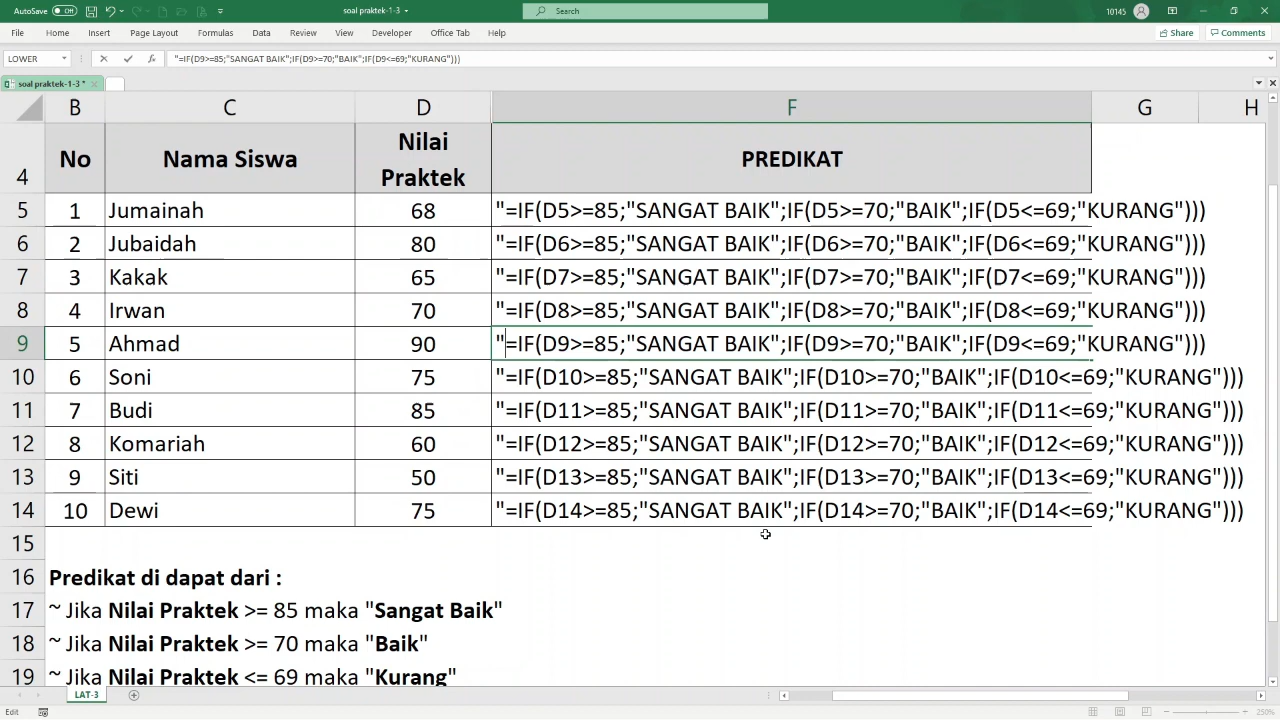 AutoSave Off soal praktek-1-3 Search 10145
File Home Insert Page Layout Formulas Data Review View Developer Office Tab Help Share Comments
LOWER fx "=IF(D9>=85;"SANGAT BAIK";IF(D9>=70;"BAIK";IF(D9<=69;"KURANG")))
soal praktek-1-3 *
B C D F G H
4 No Nama Siswa Nilai Praktek PREDIKAT
5 1 Jumainah 68 "=IF(D5>=85;"SANGAT BAIK";IF(D5>=70;"BAIK";IF(D5<=69;"KURANG")))
6 2 Jubaidah 80 "=IF(D6>=85;"SANGAT BAIK";IF(D6>=70;"BAIK";IF(D6<=69;"KURANG")))
7 3 Kakak 65 "=IF(D7>=85;"SANGAT BAIK";IF(D7>=70;"BAIK";IF(D7<=69;"KURANG")))
8 4 Irwan 70 "=IF(D8>=85;"SANGAT BAIK";IF(D8>=70;"BAIK";IF(D8<=69;"KURANG")))
9 5 Ahmad 90 "=IF(D9>=85;"SANGAT BAIK";IF(D9>=70;"BAIK";IF(D9<=69;"KURANG")))
10 6 Soni 75 "=IF(D10>=85;"SANGAT BAIK";IF(D10>=70;"BAIK";IF(D10<=69;"KURANG")))
11 7 Budi 85 "=IF(D11>=85;"SANGAT BAIK";IF(D11>=70;"BAIK";IF(D11<=69;"KURANG")))
12 8 Komariah 60 "=IF(D12>=85;"SANGAT BAIK";IF(D12>=70;"BAIK";IF(D12<=69;"KURANG")))
13 9 Siti 50 "=IF(D13>=85;"SANGAT BAIK";IF(D13>=70;"BAIK";IF(D13<=69;"KURANG")))
14 10 Dewi 75 "=IF(D14>=85;"SANGAT BAIK";IF(D14>=70;"BAIK";IF(D14<=69;"KURANG")))
15
16 Predikat di dapat dari :
17 ~ Jika Nilai Praktek >= 85 maka "Sangat Baik"
18 ~ Jika Nilai Praktek >= 70 maka "Baik"
19 ~ Jika Nilai Praktek <= 69 maka "Kurang"
LAT-3
Edit 250%